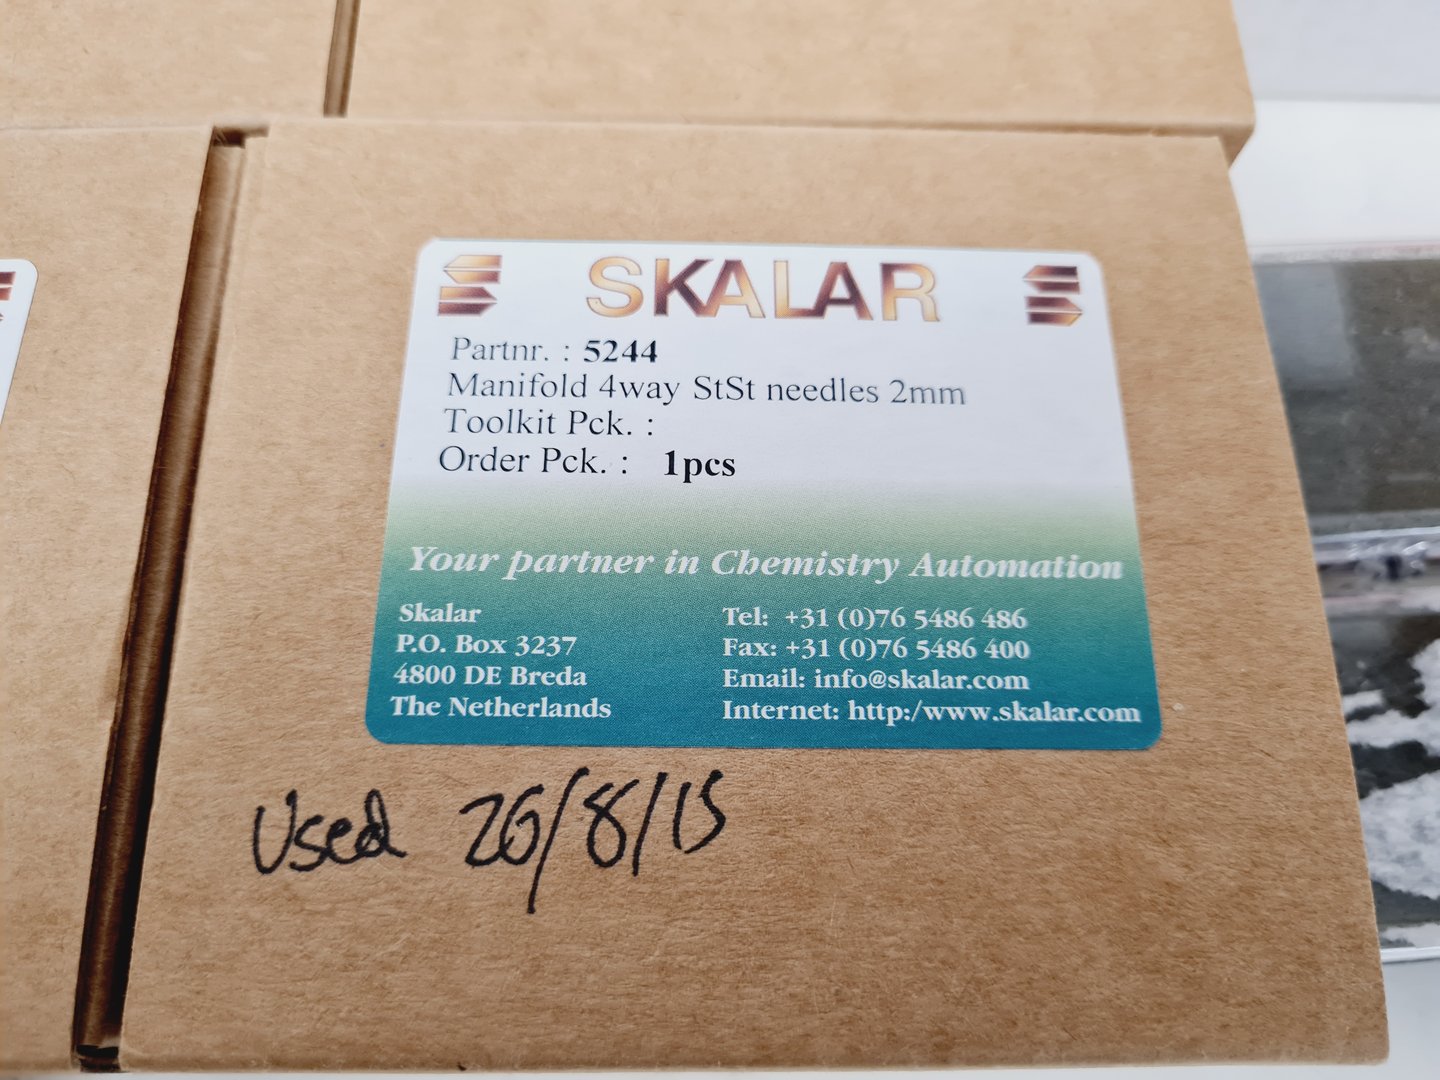 SKALAR
Partnr. : 5244
Manifold 4way StSt needles 2mm
Toolkit Pck. :
Order Pck. : 1pcs
Your partner in Chemistry Automation
Skalar
P.O. Box 3237
4800 DE Breda
The Netherlands
Tel: +31 (0)76 5486 486
Fax: +31 (0)76 5486 400
Email: info@skalar.com
Internet: http:/www.skalar.com
Used 26/8/15